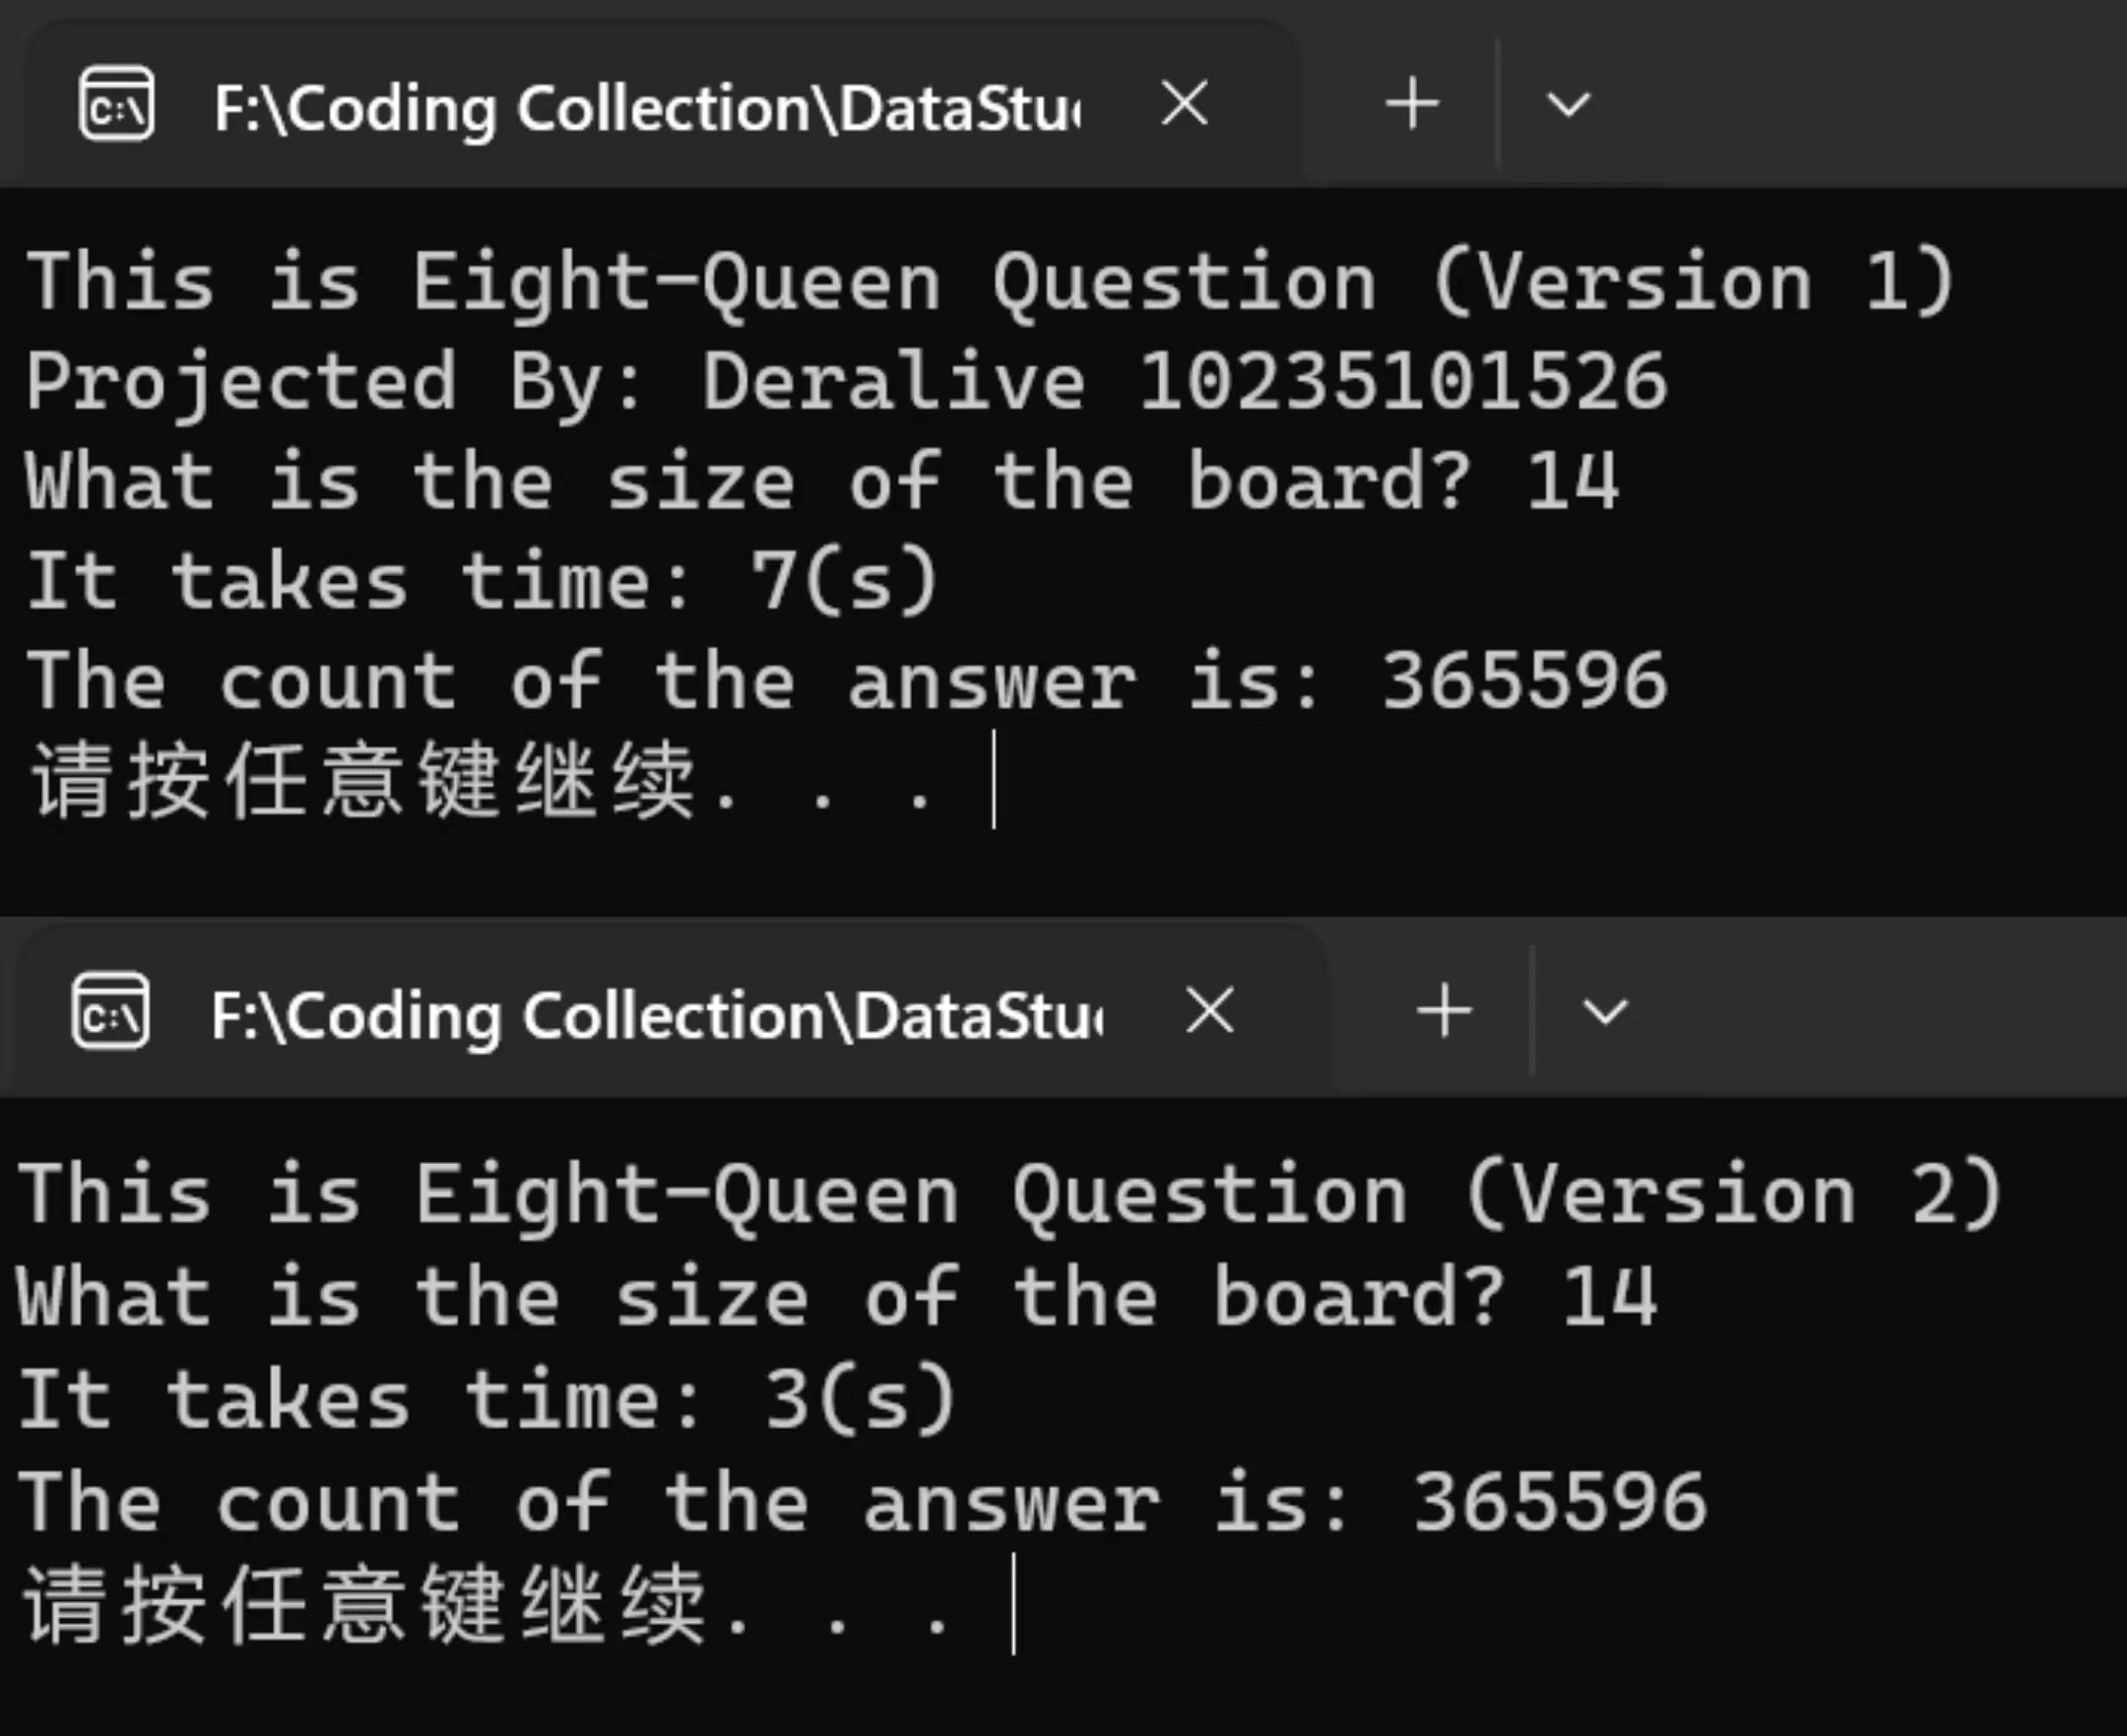 F:\Coding Collection\DataStu
This is Eight-Queen Question (Version 1)
Projected By: Deralive 10235101526
What is the size of the board? 14
It takes time: 7(s)
The count of the answer is: 365596
请按任意键继续. . .
F:\Coding Collection\DataStu
This is Eight-Queen Question (Version 2)
What is the size of the board? 14
It takes time: 3(s)
The count of the answer is: 365596
请按任意键继续. . .